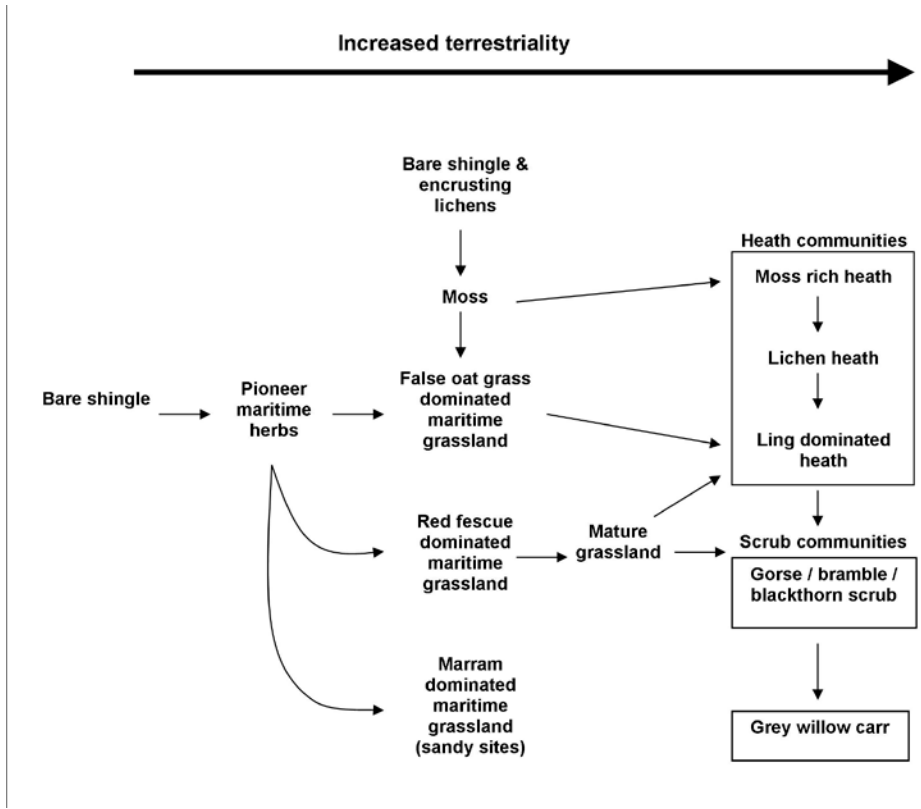 Increased terrestriality
Bare shingle &
encrusting
lichens
Heath communities
Moss rich heath
Moss
Lichen heath
Bare shingle
Pioneer
maritime
herbs
False oat grass
dominated
maritime
grassland
Ling dominated
heath
Red fescue
dominated
maritime
grassland
Mature
grassland
Scrub communities
Gorse / bramble /
blackthorn scrub
Marram
dominated
maritime
grassland
(sandy sites)
Grey willow carr